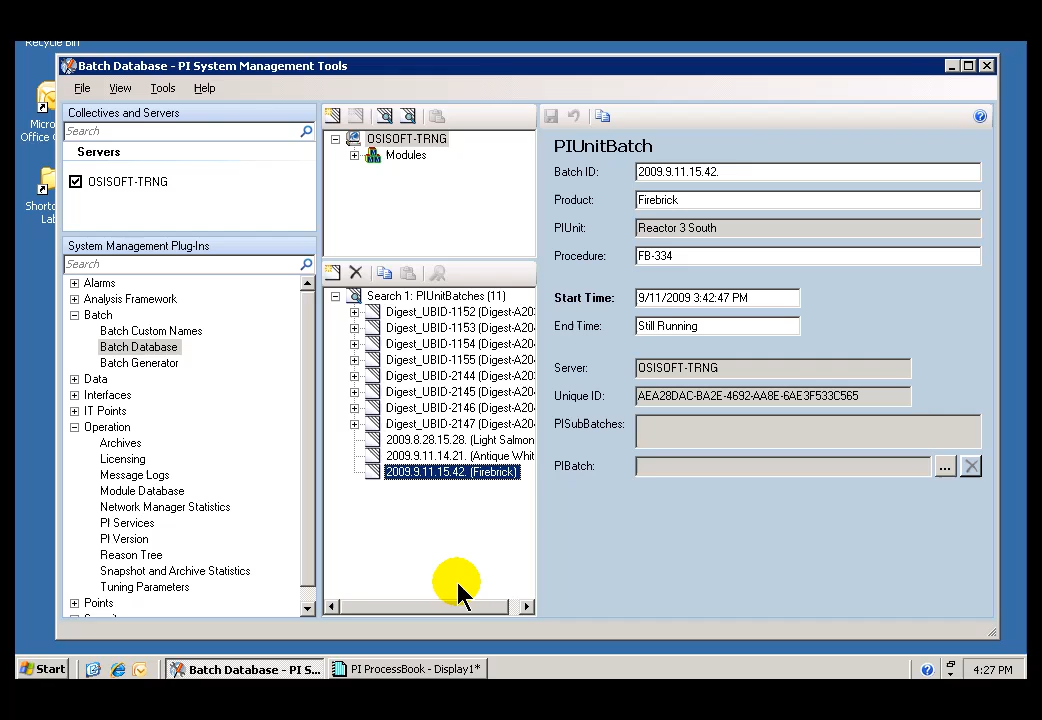 Recycle Bin
Micro
Office
Shorto
La
Batch Database - PI System Management Tools
File View Tools Help
Collectives and Servers
Search
Servers
OSISOFT-TRNG
System Management Plug-Ins
Search
Alarms
Analysis Framework
Batch
Batch Custom Names
Batch Database
Batch Generator
Data
Interfaces
IT Points
Operation
Archives
Licensing
Message Logs
Module Database
Network Manager Statistics
PI Services
PI Version
Reason Tree
Snapshot and Archive Statistics
Tuning Parameters
Points
OSISOFT-TRNG
Modules
Search 1: PIUnitBatches (11)
Digest_UBID-1152 (Digest-A20
Digest_UBID-1153 (Digest-A20
Digest_UBID-1154 (Digest-A20
Digest_UBID-1155 (Digest-A20
Digest_UBID-2144 (Digest-A20
Digest_UBID-2145 (Digest-A20
Digest_UBID-2146 (Digest-A20
Digest_UBID-2147 (Digest-A20
2009.8.28.15.28. (Light Salmon
2009.9.11.14.21. (Antique Whit
2009.9.11.15.42. (Firebrick)
PIUnitBatch
Batch ID: 2009.9.11.15.42.
Product: Firebrick
PIUnit: Reactor 3 South
Procedure: FB-334
Start Time: 9/11/2009 3:42:47 PM
End Time: Still Running
Server: OSISOFT-TRNG
Unique ID: AEA28DAC-BA2E-4692-AA8E-6AE3F533C565
PISubBatches:
PIBatch: ...
Start
Batch Database - PI S...
PI ProcessBook - Display1*
4:27 PM